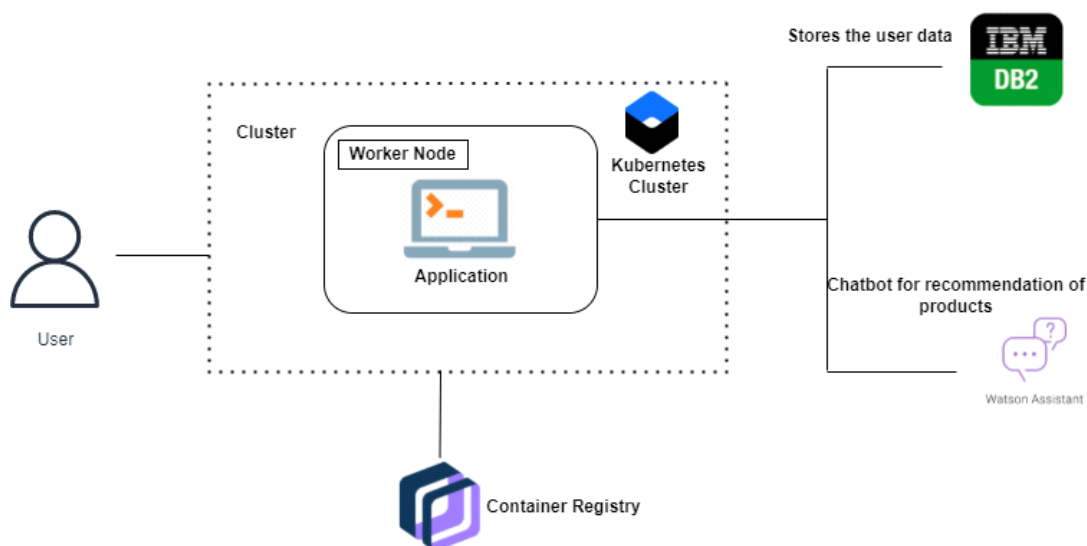 Stores the user data
IBM
DB2
Cluster
Worker Node
Kubernetes
Cluster
Application
User
Chatbot for recommendation of
products
?
Watson Assistant
Container Registry